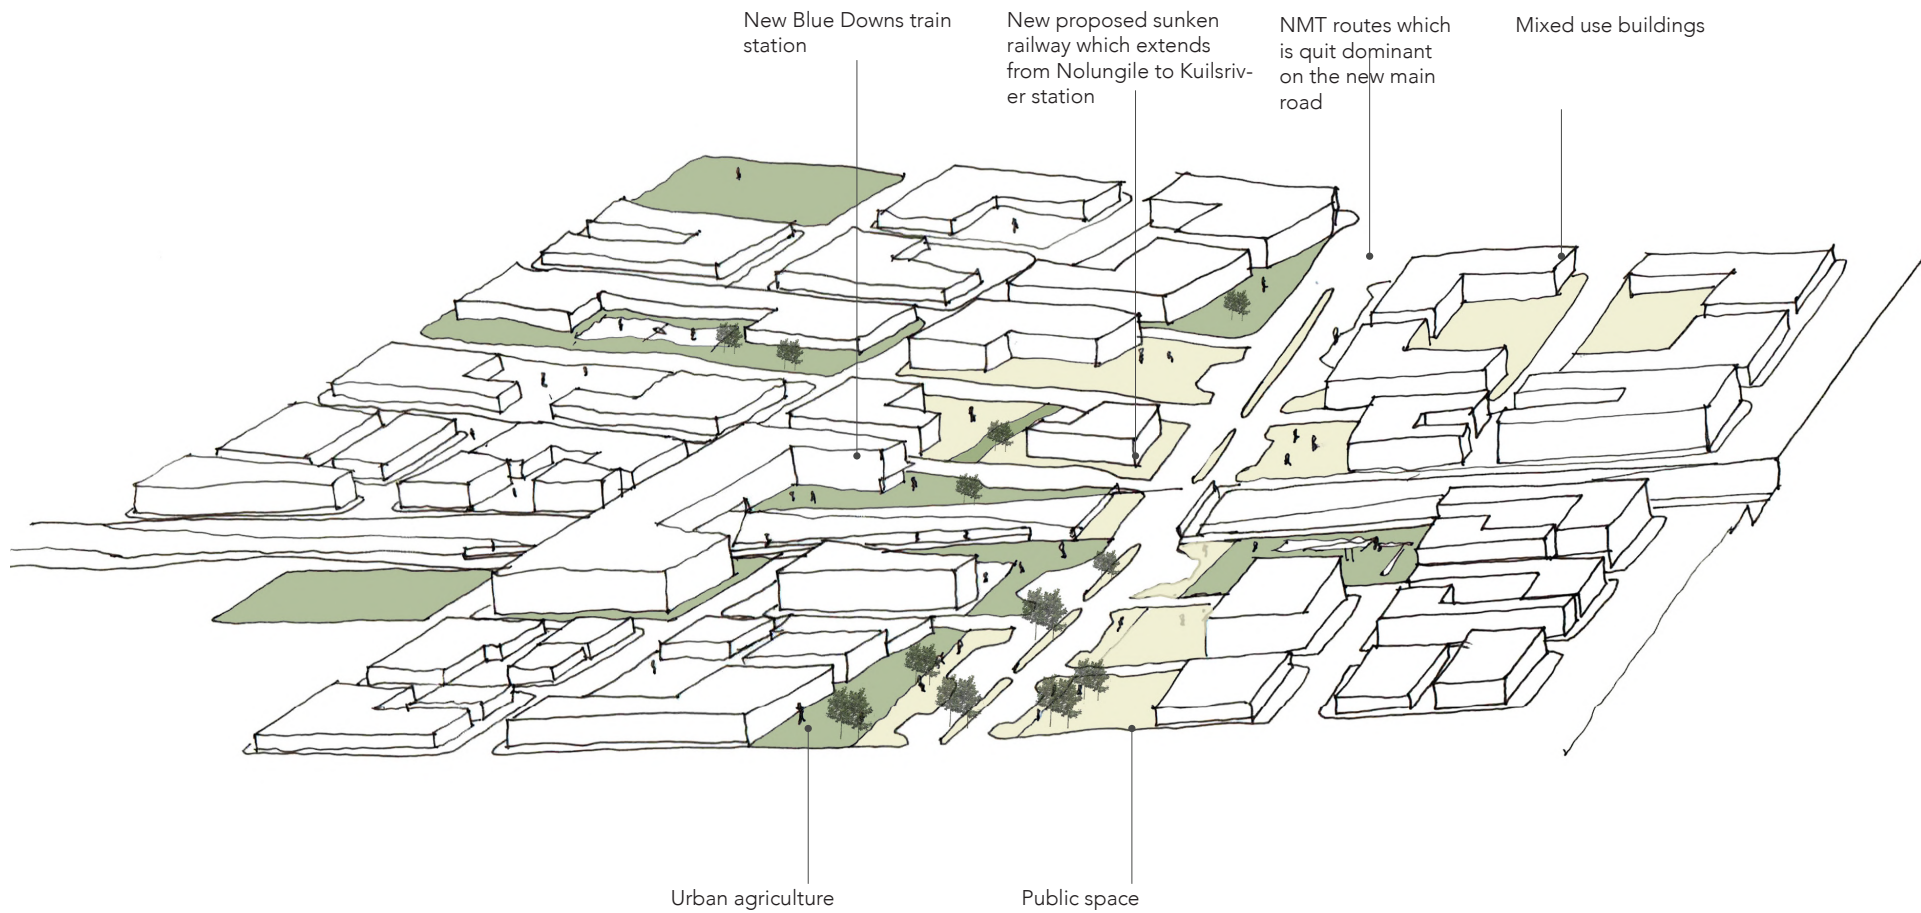 New Blue Downs train
station
New proposed sunken
railway which extends
from Nolungile to Kuilsriv-
er station
NMT routes which
is quit dominant
on the new main
road
Mixed use buildings
Urban agriculture
Public space